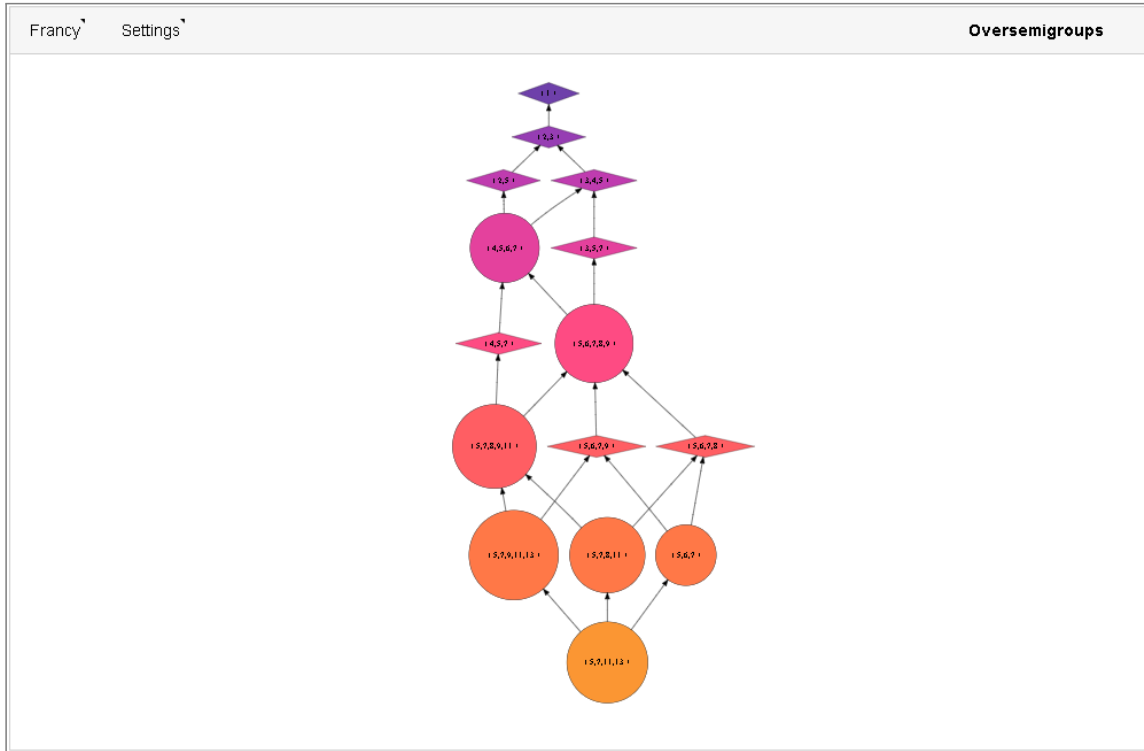 Francy Settings Oversemigroups
‹ 1 ›
‹ 2,3 ›
‹ 2,5 › ‹ 3,4,5 ›
‹ 4,5,6,7 › ‹ 3,5,7 ›
‹ 4,5,7 › ‹ 5,6,7,8,9 ›
‹ 5,7,8,9,11 › ‹ 5,6,7,9 › ‹ 5,6,7,8 ›
‹ 5,7,9,11,13 › ‹ 5,7,8,11 › ‹ 5,6,7 ›
‹ 5,7,11,13 ›